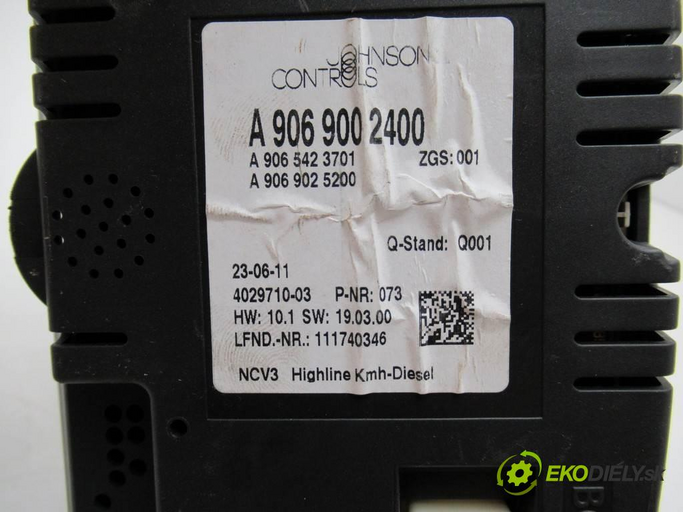 JOHNSON
CONTROLS
A 906 900 2400
A 906 542 3701 ZGS: 001
A 906 902 5200
Q-Stand: Q001
23-06-11
4029710-03 P-NR: 073
HW: 10.1 SW: 19.03.00
LFND.-NR.: 111740346
NCV3 Highline Kmh-Diesel
EKODIELY.sk